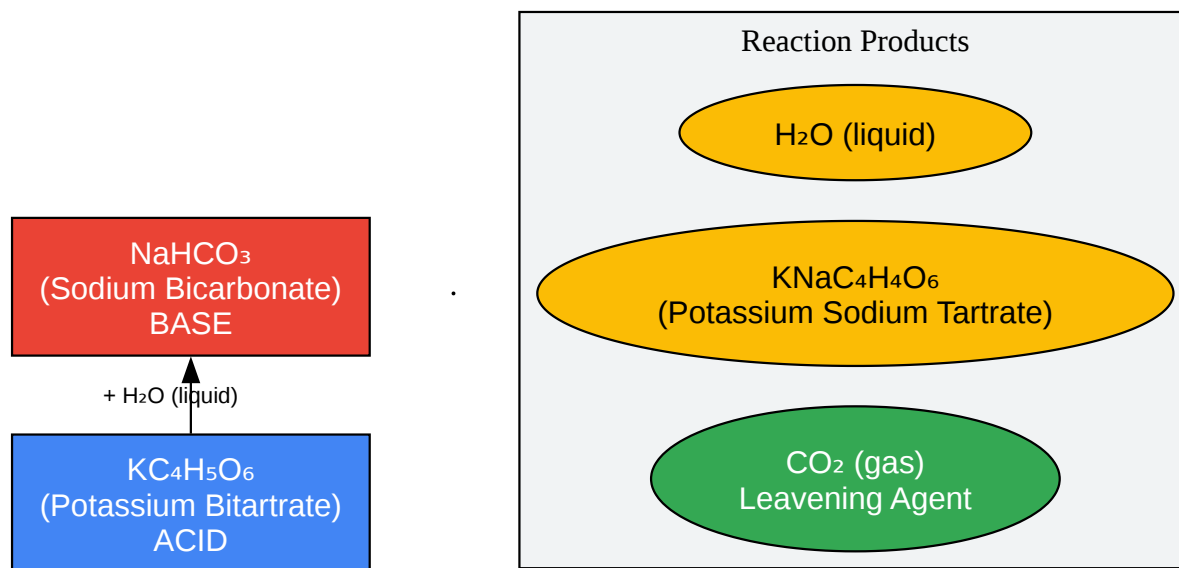 NaHCO₃
(Sodium Bicarbonate)
BASE
+ H₂O (liquid)
KC₄H₅O₆
(Potassium Bitartrate)
ACID
.
Reaction Products
H₂O (liquid)
KNaC₄H₄O₆
(Potassium Sodium Tartrate)
CO₂ (gas)
Leavening Agent